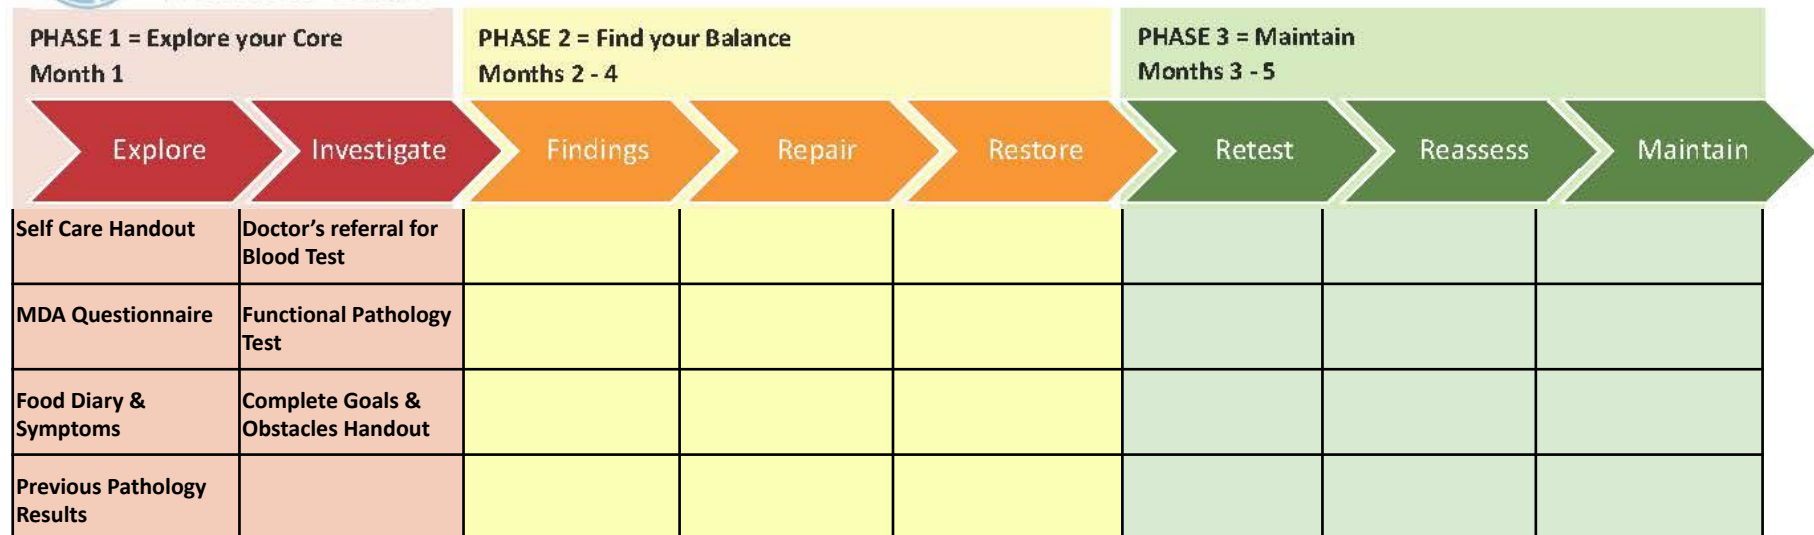 PHASE 1 = Explore your Core
Month 1
PHASE 2 = Find your Balance
Months 2 - 4
PHASE 3 = Maintain
Months 3 - 5
Explore
Investigate
Findings
Repair
Restore
Retest
Reassess
Maintain
Self Care Handout
Doctor’s referral for
Blood Test
MDA Questionnaire
Functional Pathology
Test
Food Diary &
Symptoms
Complete Goals &
Obstacles Handout
Previous Pathology
Results